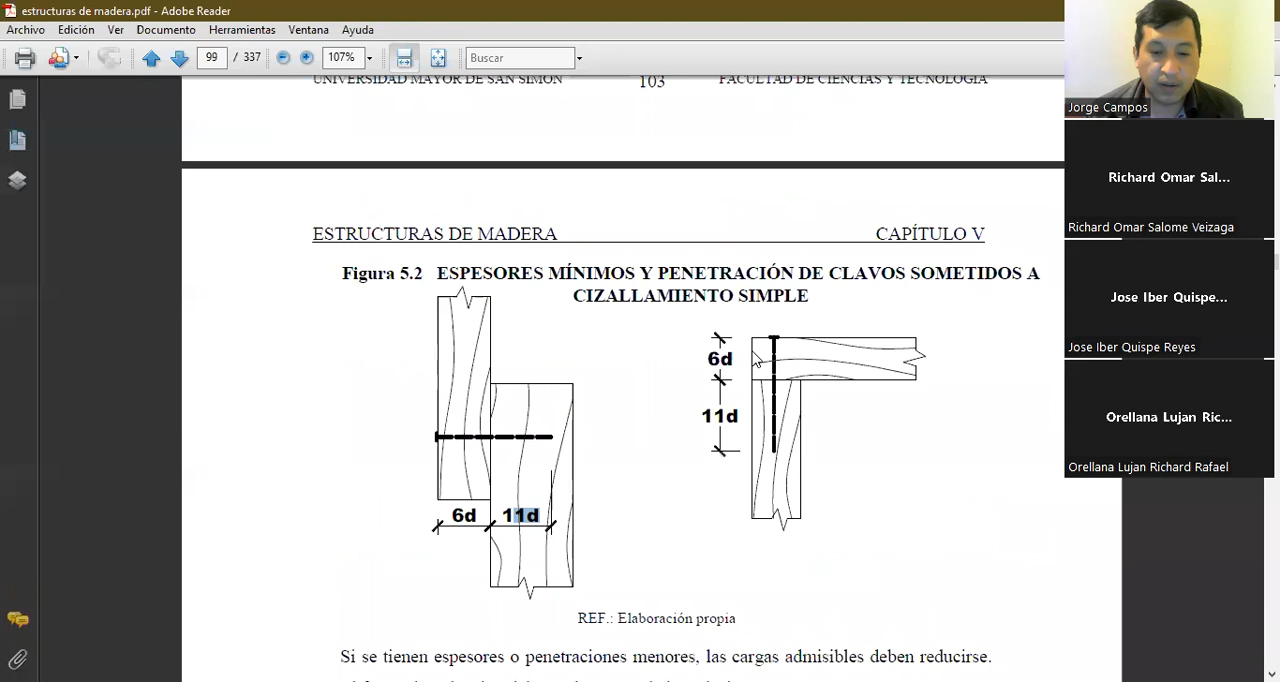 estructuras de madera.pdf - Adobe Reader
Archivo Edición Ver Documento Herramientas Ventana Ayuda
99 / 337 107% Buscar
UNIVERSIDAD MAYOR DE SAN SIMÓN 103 FACULTAD DE CIENCIAS Y TECNOLOGÍA
ESTRUCTURAS DE MADERA CAPÍTULO V
Figura 5.2 ESPESORES MÍNIMOS Y PENETRACIÓN DE CLAVOS SOMETIDOS A
CIZALLAMIENTO SIMPLE
6d
11d
6d 11d
REF.: Elaboración propia
Si se tienen espesores o penetraciones menores, las cargas admisibles deben reducirse.
Jorge Campos
Richard Omar Sal...
Richard Omar Salome Veizaga
Jose Iber Quispe...
Jose Iber Quispe Reyes
Orellana Lujan Ric...
Orellana Lujan Richard Rafael